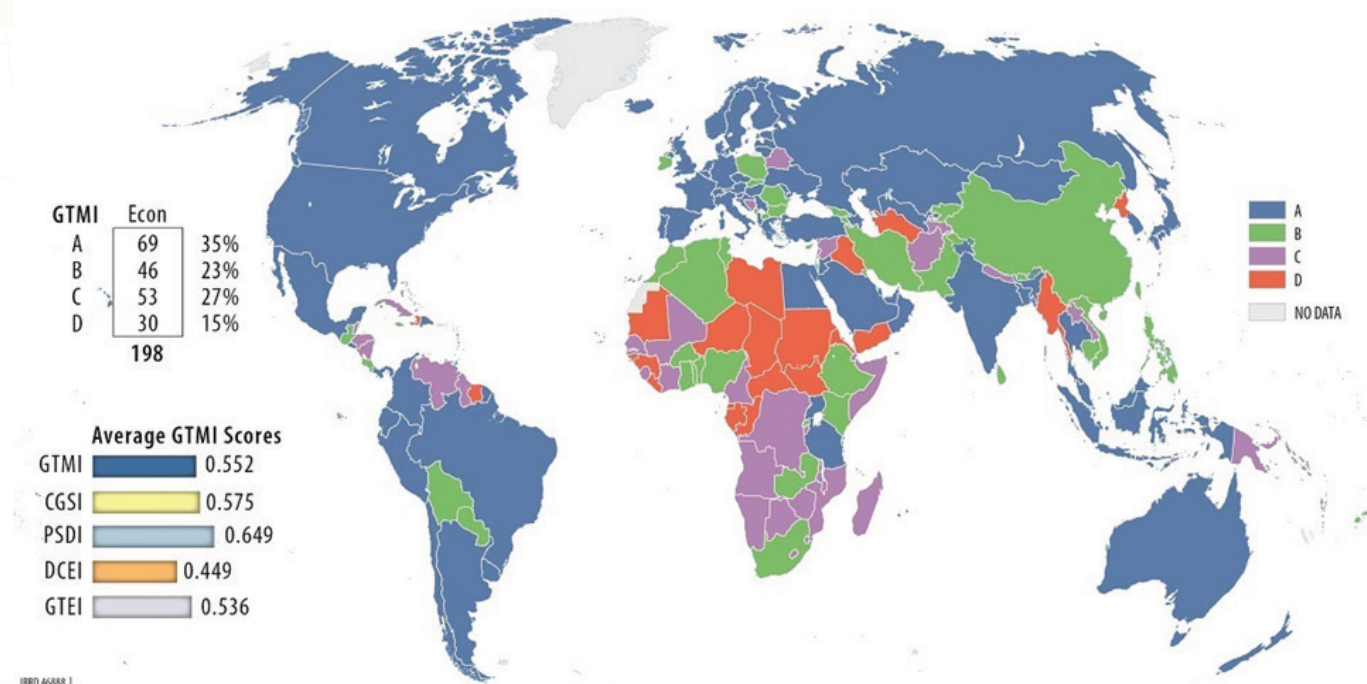 GTMI Econ
A 69 35%
B 46 23%
C 53 27%
D 30 15%
198
Average GTMI Scores
GTMI 0.552
CGSI 0.575
PSDI 0.649
DCEI 0.449
GTEI 0.536
A
B
C
D
NO DATA